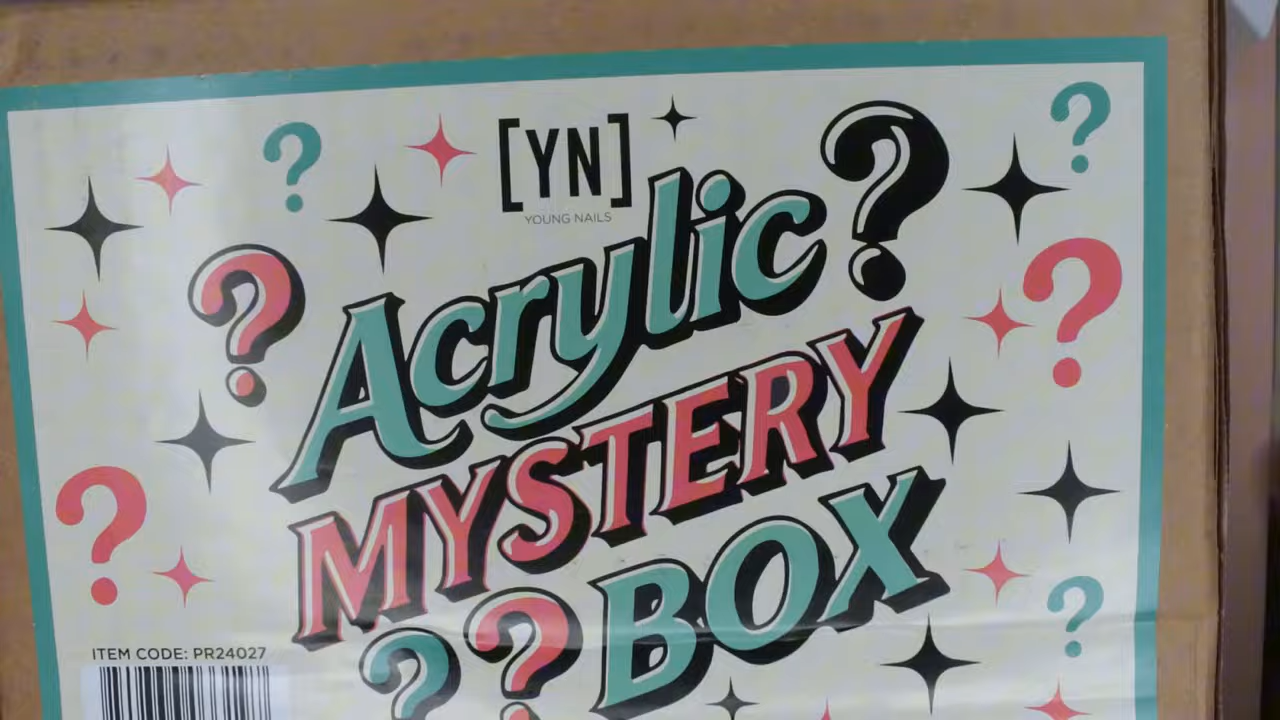 [YN]
YOUNG NAILS
Acrylic?
MYSTERY
BOX
ITEM CODE: PR24027